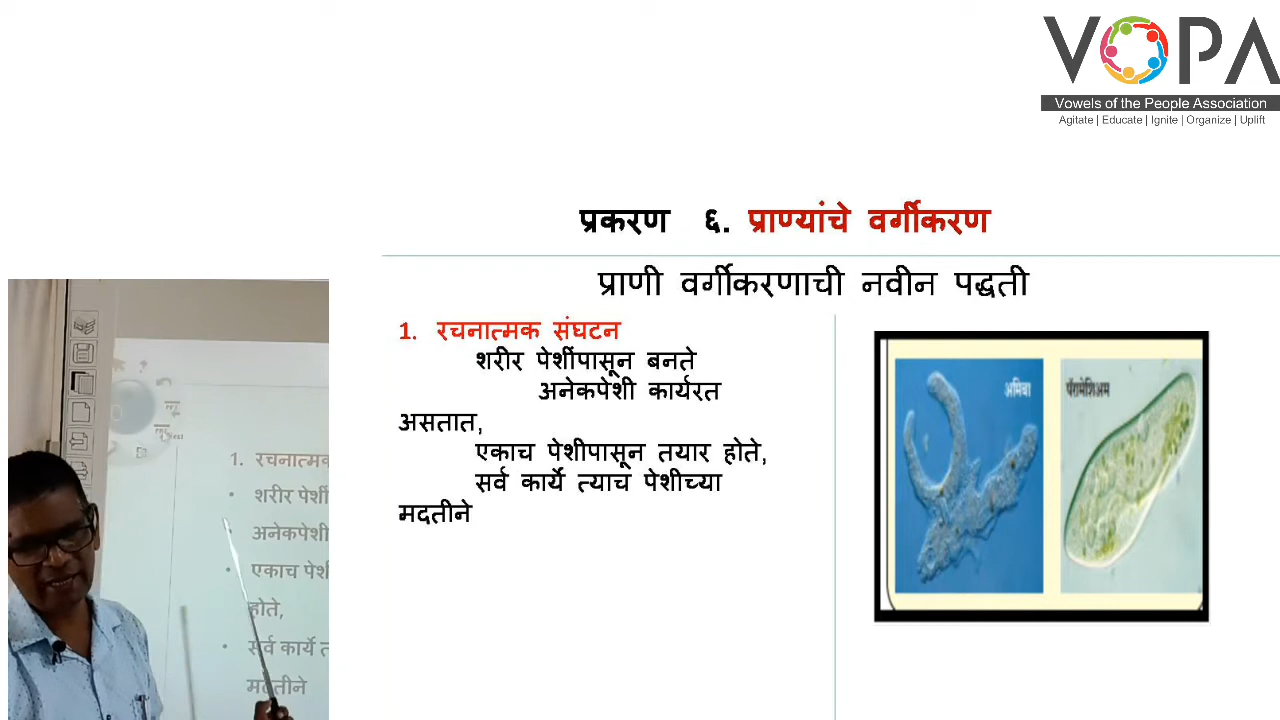 VOPA
Vowels of the People Association
Agitate | Educate | Ignite | Organize | Uplift
प्रकरण ६. प्राण्यांचे वर्गीकरण
प्राणी वर्गीकरणाची नवीन पद्धती
1. रचनात्मक संघटन
शरीर पेशींपासून बनते
अनेकपेशी कार्यरत
असतात,
एकाच पेशीपासून तयार होते,
सर्व कार्ये त्याच पेशीच्या
मदतीने
अमिबा
पॅरामेशिअम
1. रचनात्मक
• शरीर पेशीं
• अनेकपेशी
• एकाच पेशी
होते,
• सर्व कार्ये
मदतीने